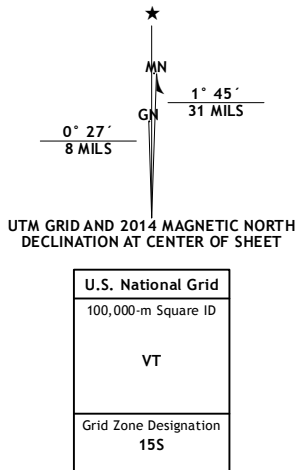 MN
1° 45´
31 MILS
GN
0° 27´
8 MILS
UTM GRID AND 2014 MAGNETIC NORTH
DECLINATION AT CENTER OF SHEET
U.S. National Grid
100,000-m Square ID
VT
Grid Zone Designation
15S